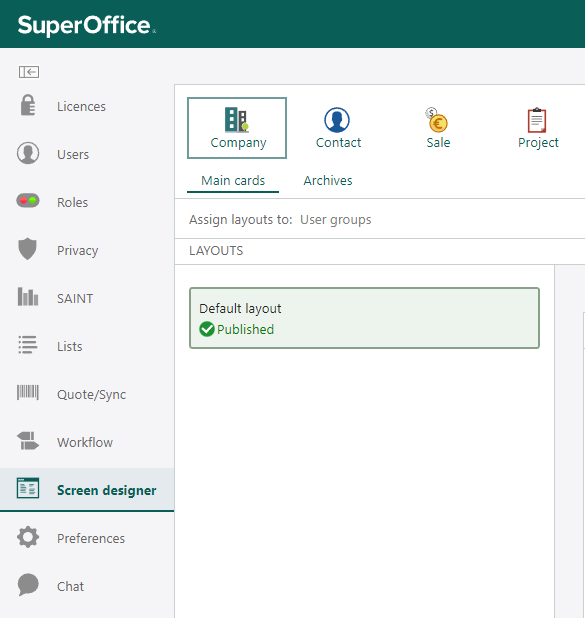 SuperOffice
Licences
Users
Roles
Privacy
SAINT
Lists
Quote/Sync
Workflow
Screen designer
Preferences
Chat
Company Contact Sale Project
Main cards Archives
Assign layouts to: User groups
LAYOUTS
Default layout
Published